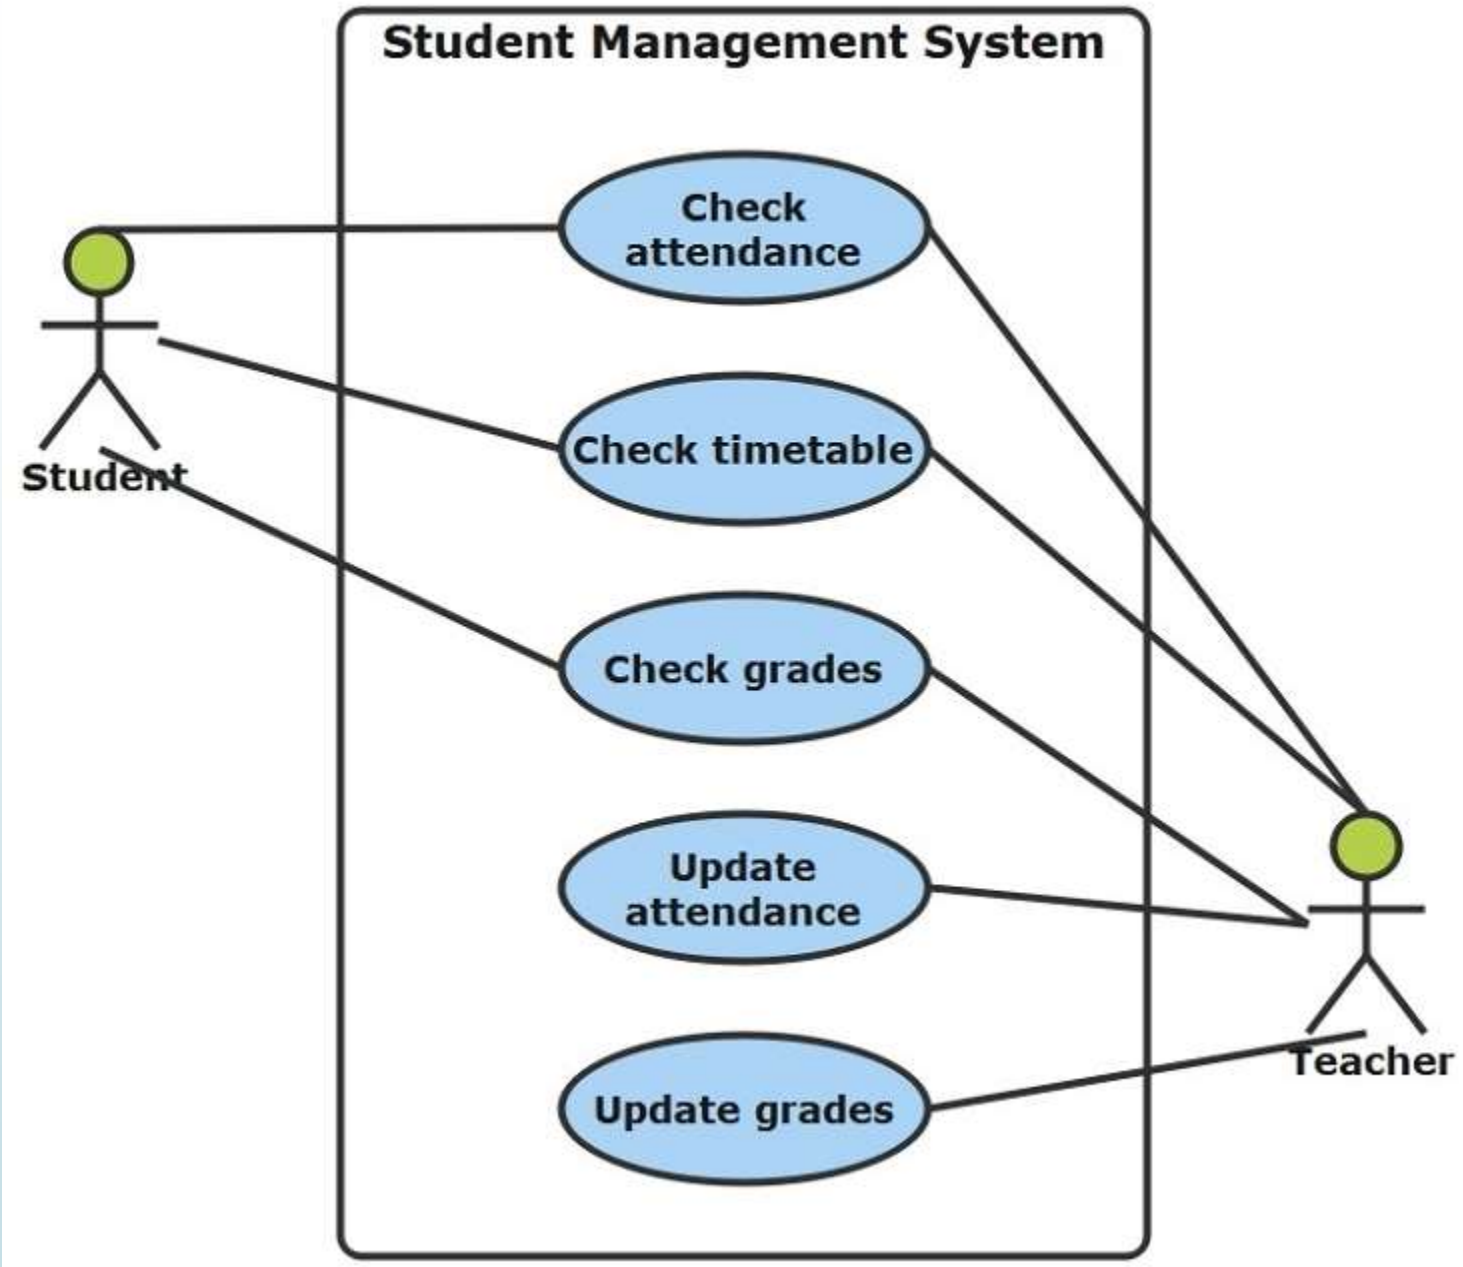 Student Management System
Check
attendance
Check timetable
Student
Check grades
Update
attendance
Teacher
Update grades